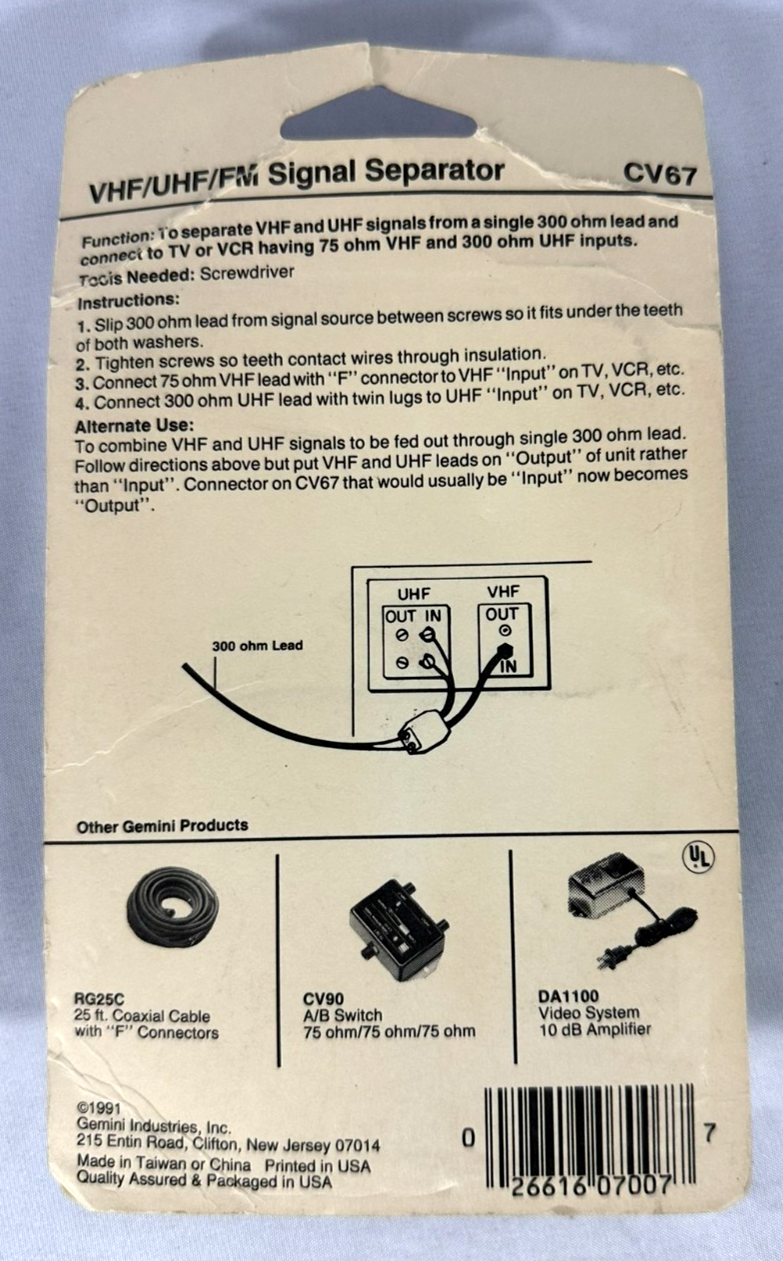 VHF/UHF/FM Signal Separator CV67
Function: To separate VHF and UHF signals from a single 300 ohm lead and
connect to TV or VCR having 75 ohm VHF and 300 ohm UHF inputs.
Tools Needed: Screwdriver
Instructions:
1. Slip 300 ohm lead from signal source between screws so it fits under the teeth
of both washers.
2. Tighten screws so teeth contact wires through insulation.
3. Connect 75 ohm VHF lead with "F" connector to VHF "Input" on TV, VCR, etc.
4. Connect 300 ohm UHF lead with twin lugs to UHF "Input" on TV, VCR, etc.
Alternate Use:
To combine VHF and UHF signals to be fed out through single 300 ohm lead.
Follow directions above but put VHF and UHF leads on "Output" of unit rather
than "Input". Connector on CV67 that would usually be "Input" now becomes
"Output".
UHF VHF
OUT IN OUT
IN
300 ohm Lead
Other Gemini Products
UL
RG25C
25 ft. Coaxial Cable
with "F" Connectors
CV90
A/B Switch
75 ohm/75 ohm/75 ohm
DA1100
Video System
10 dB Amplifier
©1991
Gemini Industries, Inc.
215 Entin Road, Clifton, New Jersey 07014
Made in Taiwan or China Printed in USA
Quality Assured & Packaged in USA
0 26616 07007 7